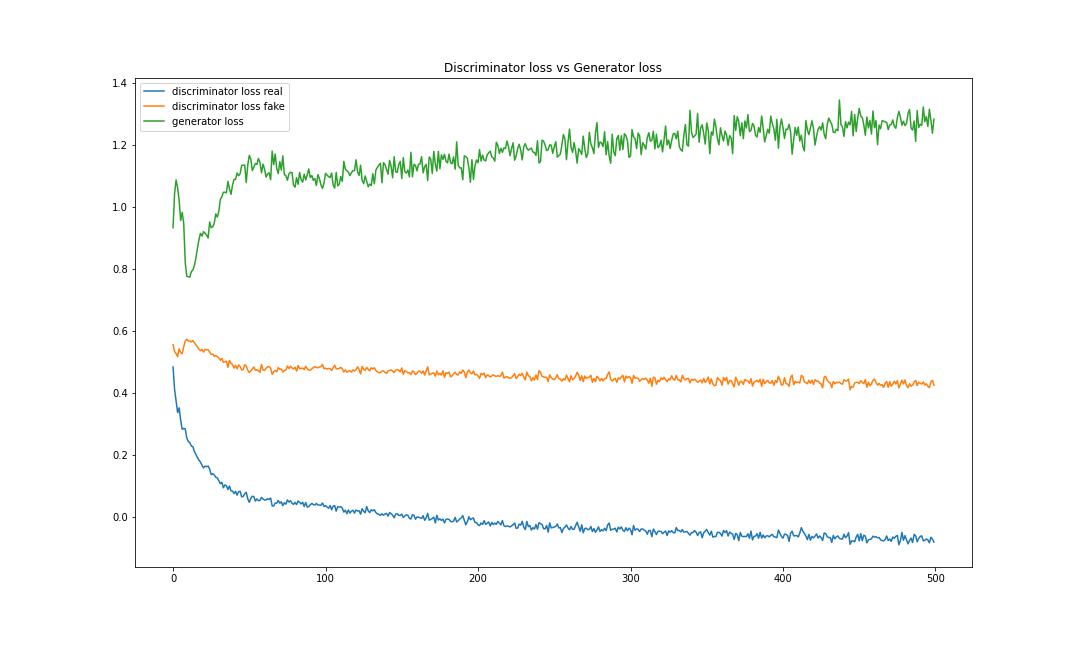 Discriminator loss vs Generator loss
discriminator loss real
discriminator loss fake
generator loss
1.4
1.2
1.0
0.8
0.6
0.4
0.2
0.0
0 100 200 300 400 500